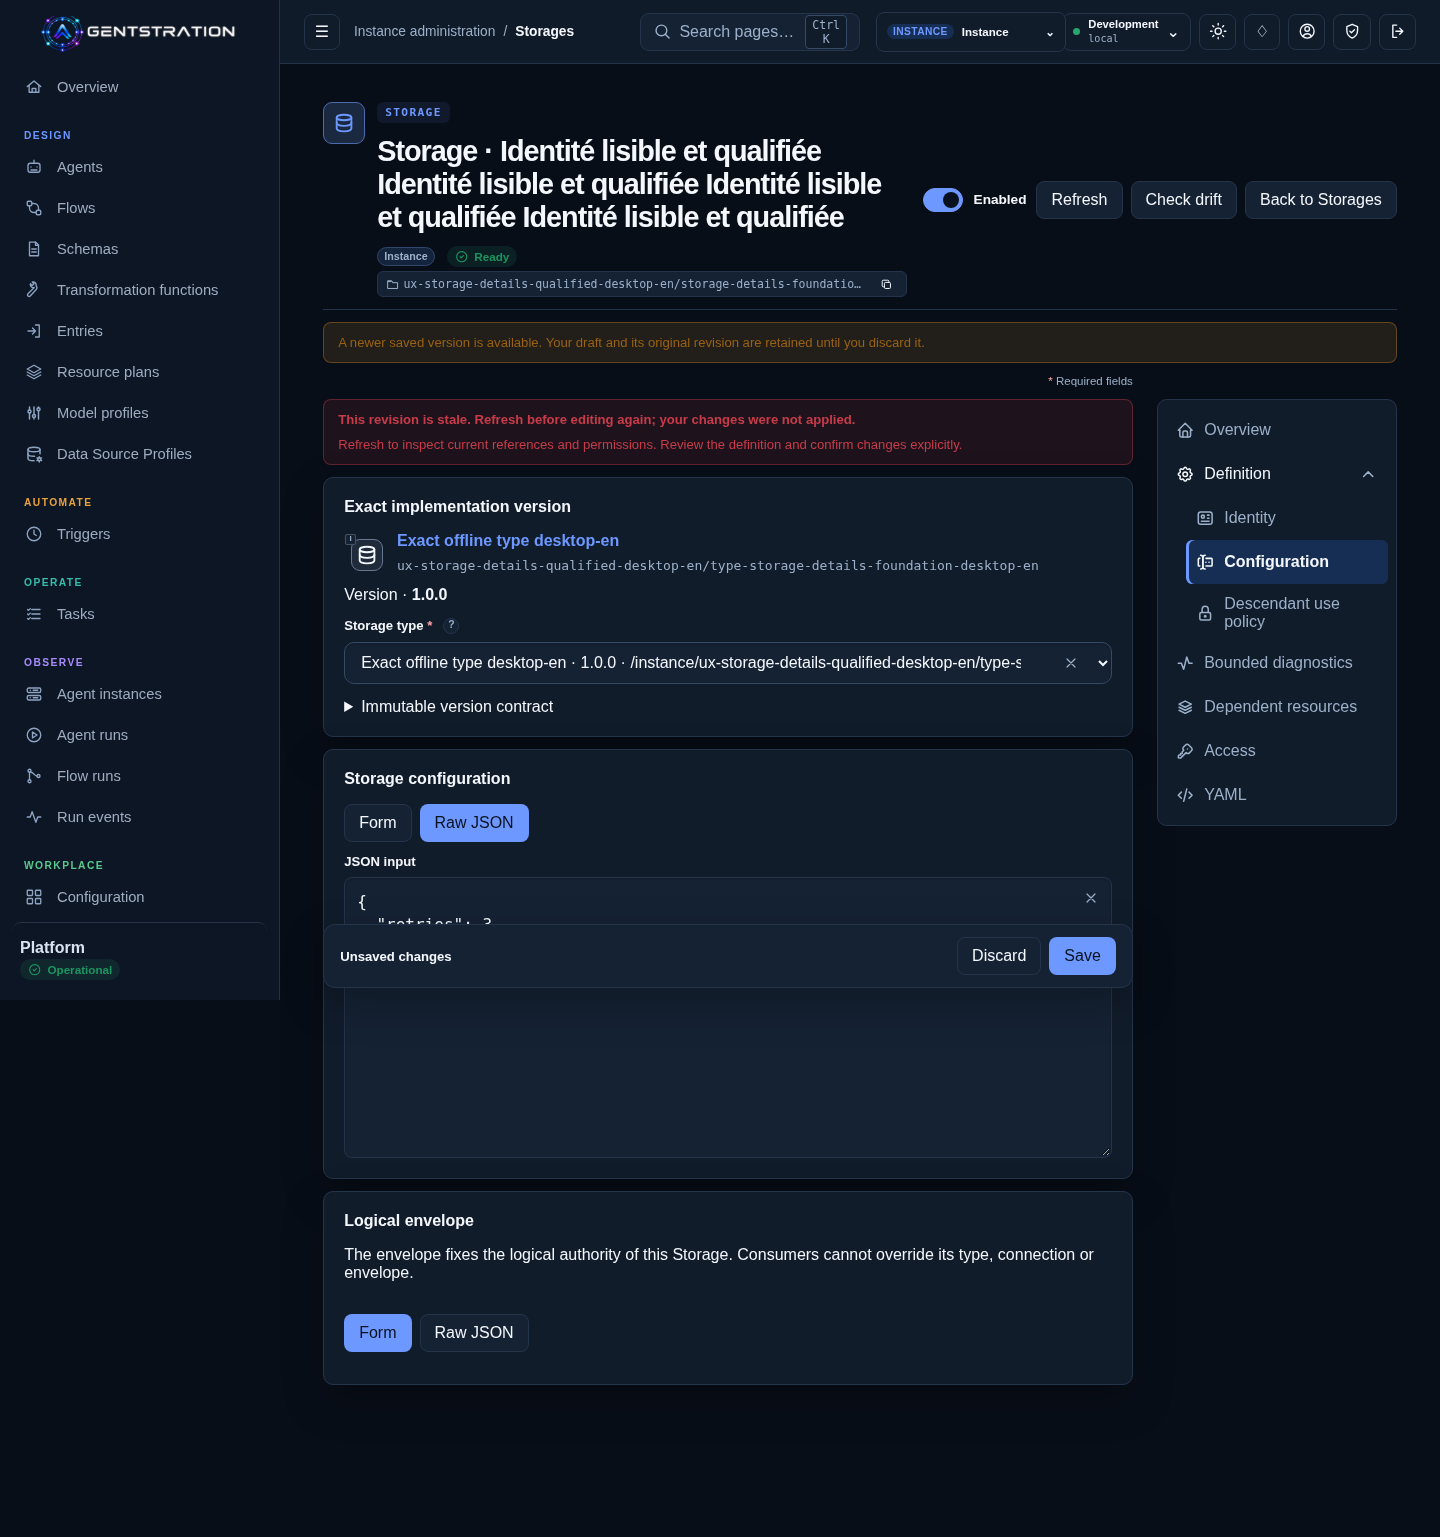 GENTSTRATION
Overview
DESIGN
Agents
Flows
Schemas
Transformation functions
Entries
Resource plans
Model profiles
Data Source Profiles
AUTOMATE
Triggers
OPERATE
Tasks
OBSERVE
Agent instances
Agent runs
Flow runs
Run events
WORKPLACE
Configuration
Platform
Operational
Instance administration / Storages
Search pages…
Ctrl
K
INSTANCE Instance
Development
local
STORAGE
Storage · Identité lisible et qualifiée
Identité lisible et qualifiée Identité lisible
et qualifiée Identité lisible et qualifiée
Enabled
Refresh
Check drift
Back to Storages
Instance
Ready
ux-storage-details-qualified-desktop-en/storage-details-foundatio…
A newer saved version is available. Your draft and its original revision are retained until you discard it.
* Required fields
This revision is stale. Refresh before editing again; your changes were not applied.
Refresh to inspect current references and permissions. Review the definition and confirm changes explicitly.
Exact implementation version
Exact offline type desktop-en
ux-storage-details-qualified-desktop-en/type-storage-details-foundation-desktop-en
Version · 1.0.0
Storage type * ?
Exact offline type desktop-en · 1.0.0 · /instance/ux-storage-details-qualified-desktop-en/type-s
Immutable version contract
Storage configuration
Form
Raw JSON
JSON input
{
"retries": 3
Unsaved changes
Discard
Save
Logical envelope
The envelope fixes the logical authority of this Storage. Consumers cannot override its type, connection or
envelope.
Form
Raw JSON
Overview
Definition
Identity
Configuration
Descendant use
policy
Bounded diagnostics
Dependent resources
Access
YAML